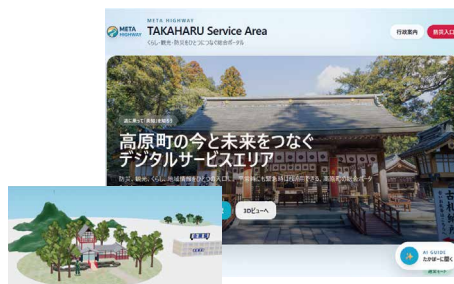 META HIGHWAY
META
HIGHWAY
TAKAHARU Service Area
くらし・観光・防災をひとつにつなぐ総合ポータル
行政案内
防災入口
高原町の今と未来をつなぐ
デジタルサービスエリア
3Dビューへ
AI GUIDE
たかぼーに聞く